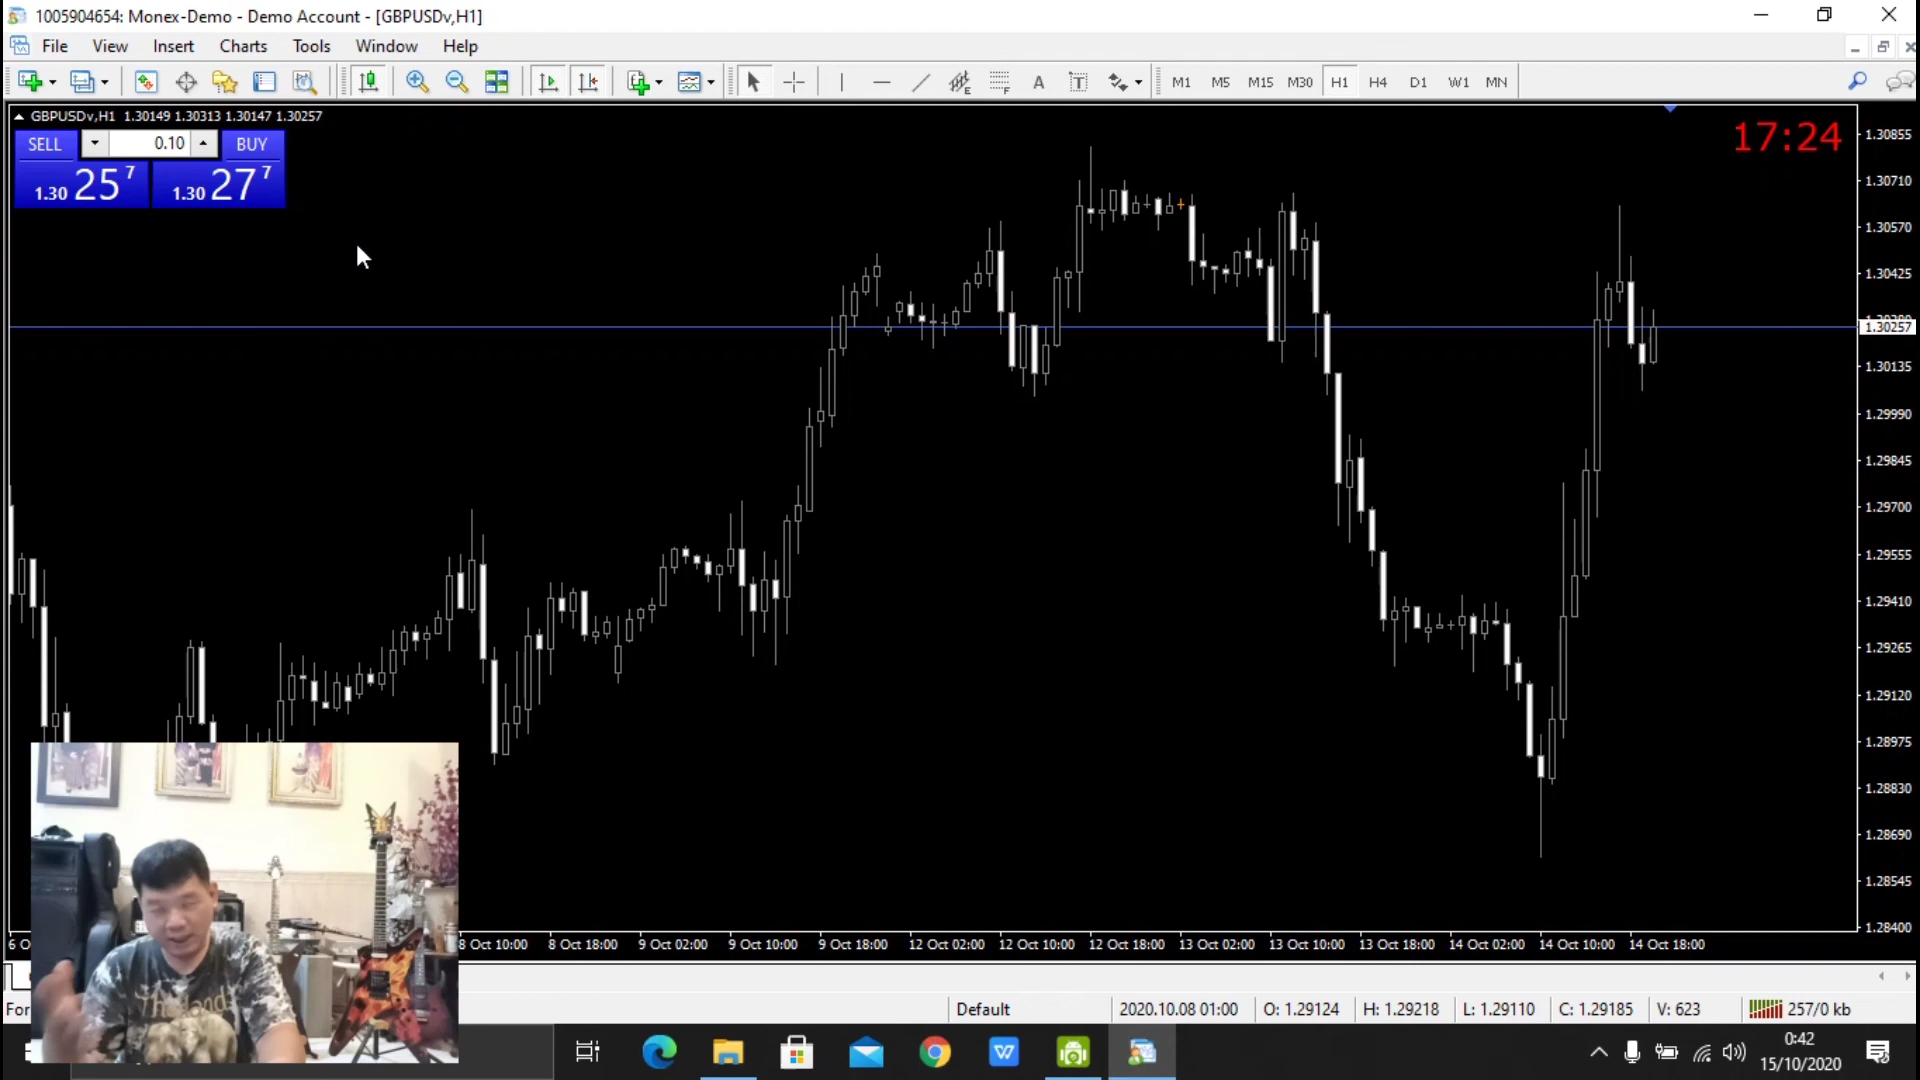 1005904654: Monex-Demo - Demo Account - [GBPUSDv,H1]
File View Insert Charts Tools Window Help
A T E F M1 M5 M15 M30 H1 H4 D1 W1 MN
GBPUSDv,H1 1.30149 1.30313 1.30147 1.30257
SELL 0.10 BUY
1.30 25 7 1.30 27 7
17:24
1.30855
1.30710
1.30570
1.30425
1.30257
1.30135
1.29990
1.29845
1.29700
1.29555
1.29410
1.29265
1.29120
1.28975
1.28830
1.28690
1.28545
1.28400
6 O 8 Oct 10:00 8 Oct 18:00 9 Oct 02:00 9 Oct 10:00 9 Oct 18:00 12 Oct 02:00 12 Oct 10:00 12 Oct 18:00 13 Oct 02:00 13 Oct 10:00 13 Oct 18:00 14 Oct 02:00 14 Oct 10:00 14 Oct 18:00
Thailand
For Default 2020.10.08 01:00 O: 1.29124 H: 1.29218 L: 1.29110 C: 1.29185 V: 623 257/0 kb
W
0:42
15/10/2020